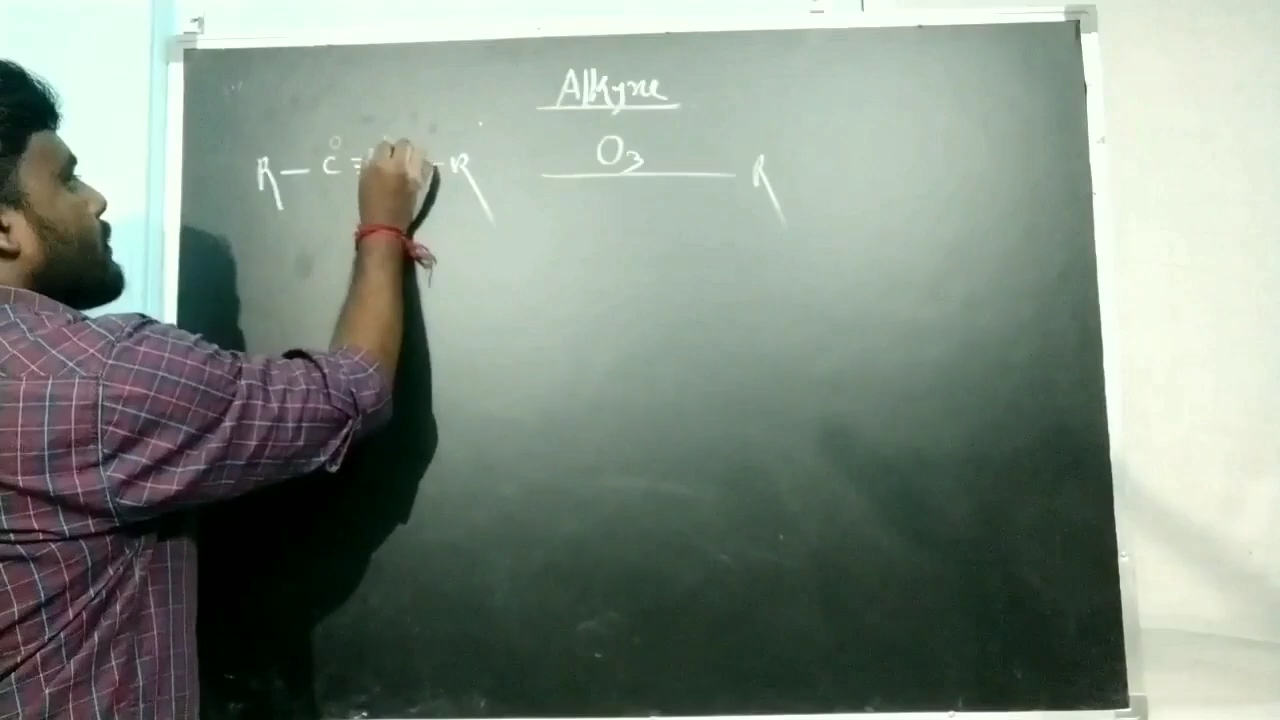 Alkyne
R — C = — R O3 R